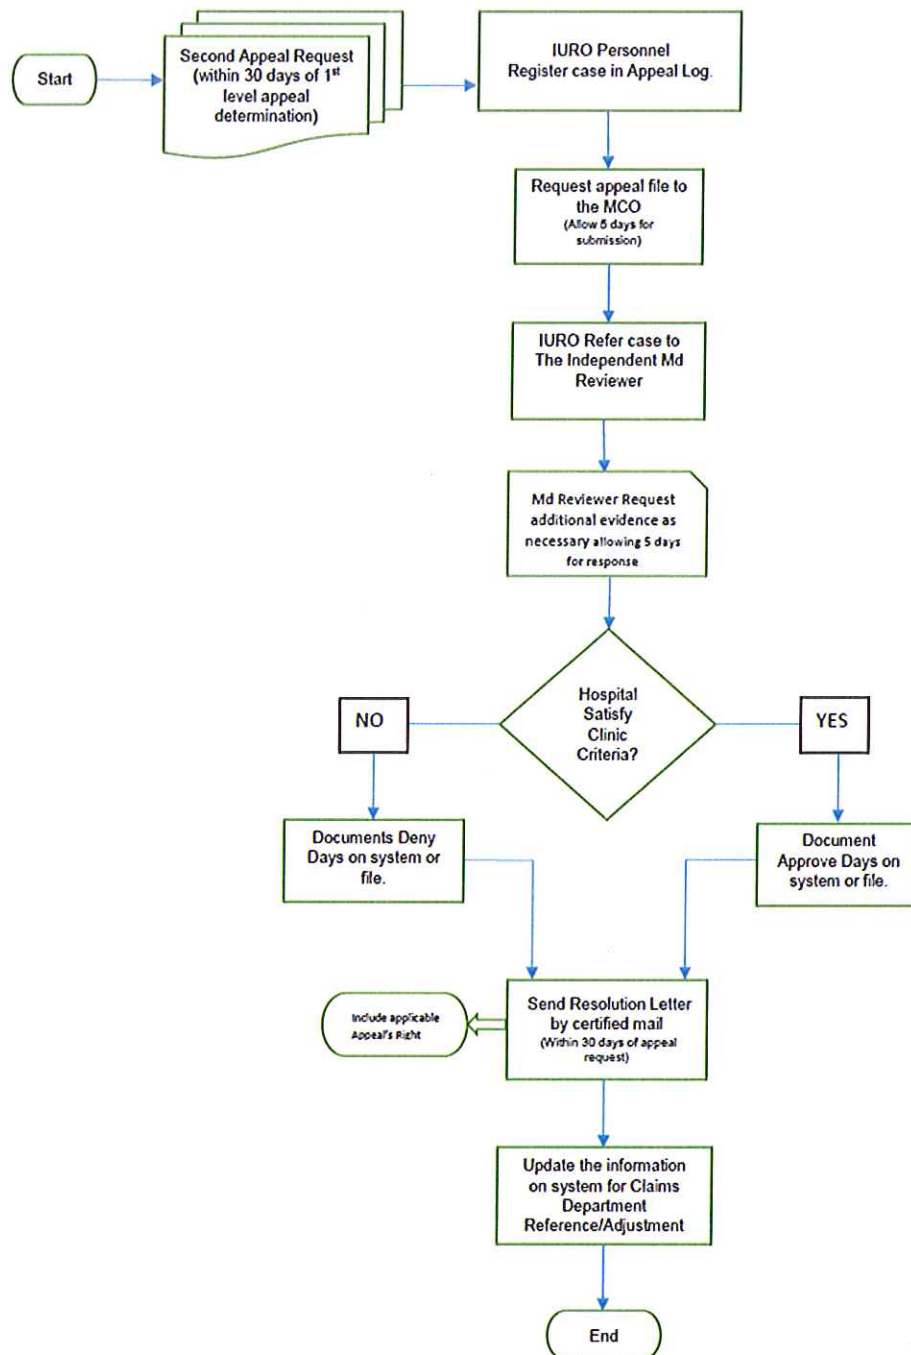 Start
Second Appeal Request
(within 30 days of 1st
level appeal
determination)
IURO Personnel
Register case in Appeal Log.
Request appeal file to
the MCO
(Allow 5 days for
submission)
IURO Refer case to
The Independent Md
Reviewer
Md Reviewer Request
additional evidence as
necessary allowing 5 days
for response
Hospital
Satisfy
Clinic
Criteria?
NO
YES
Documents Deny
Days on system or
file.
Document
Approve Days on
system or file.
Send Resolution Letter
by certified mail
(Within 30 days of appeal
request)
Include applicable
Appeal's Right
Update the information
on system for Claims
Department
Reference/Adjustment
End